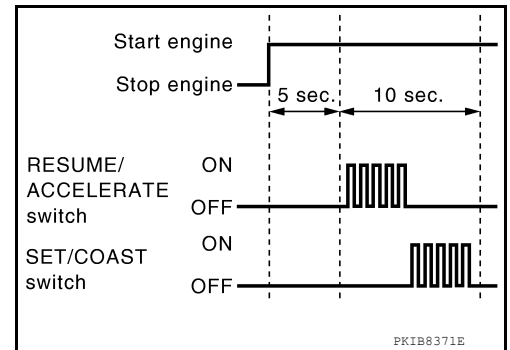 Start engine
Stop engine
5 sec.
10 sec.
RESUME/
ACCELERATE
switch
ON
OFF
SET/COAST
switch
ON
OFF
PKIB8371E